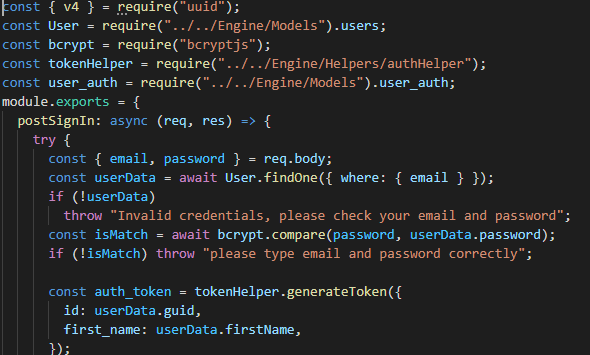 const { v4 } = require("uuid");
const User = require("../../Engine/Models").users;
const bcrypt = require("bcryptjs");
const tokenHelper = require("../../Engine/Helpers/authHelper");
const user_auth = require("../../Engine/Models").user_auth;
module.exports = {
  postSignIn: async (req, res) => {
    try {
      const { email, password } = req.body;
      const userData = await User.findOne({ where: { email } });
      if (!userData)
        throw "Invalid credentials, please check your email and password";
      const isMatch = await bcrypt.compare(password, userData.password);
      if (!isMatch) throw "please type email and password correctly";

      const auth_token = tokenHelper.generateToken({
        id: userData.guid,
        first_name: userData.firstName,
      });